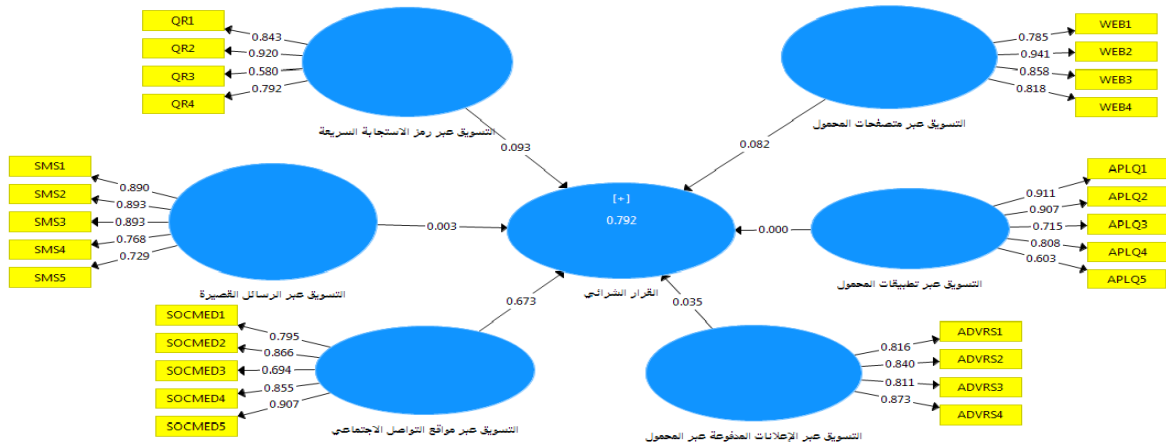 QR1
QR2
QR3
QR4
0.843
0.920
0.580
0.792
التسويق عبر رمز الاستجابة السريعة
0.093
WEB1
WEB2
WEB3
WEB4
0.785
0.941
0.858
0.818
التسويق عبر متصفحات المحمول
0.082
SMS1
SMS2
SMS3
SMS4
SMS5
0.890
0.893
0.893
0.768
0.729
التسويق عبر الرسائل القصيرة
0.003
[+]
0.792
القرار الشرائي
APLQ1
APLQ2
APLQ3
APLQ4
APLQ5
0.911
0.907
0.715
0.808
0.603
التسويق عبر تطبيقات المحمول
0.000
SOCMED1
SOCMED2
SOCMED3
SOCMED4
SOCMED5
0.795
0.866
0.694
0.855
0.907
التسويق عبر مواقع التواصل الاجتماعي
0.673
ADVRS1
ADVRS2
ADVRS3
ADVRS4
0.816
0.840
0.811
0.873
التسويق عبر الإعلانات المدفوعة عبر المحمول
0.035